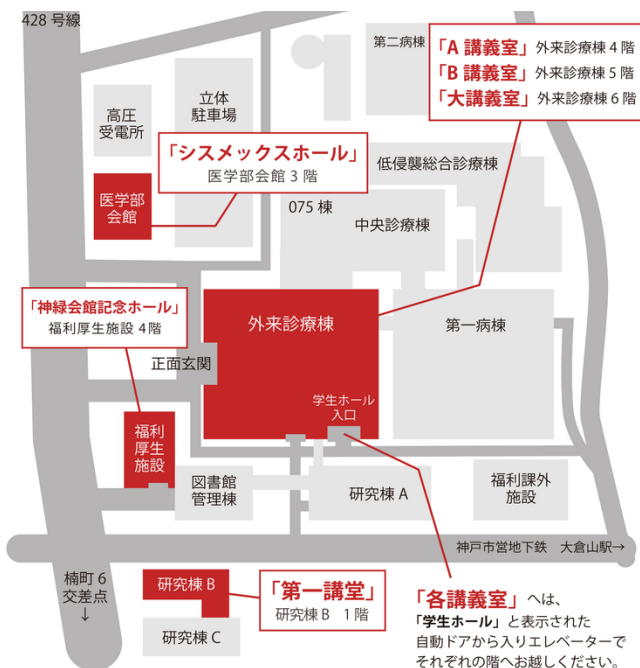 428 号線
第二病棟
「A 講義室」 外来診療棟 4 階
「B 講義室」 外来診療棟 5 階
「大講義室」 外来診療棟 6 階
高圧
受電所
立体
駐車場
「シスメックスホール」
医学部会館 3 階
低侵襲総合診療棟
医学部
会館
075 棟
中央診療棟
「神緑会館記念ホール」
福利厚生施設 4階
外来診療棟
第一病棟
正面玄関
学生ホール
入口
福利
厚生
施設
図書館
管理棟
研究棟 A
福利課外
施設
神戸市営地下鉄 大倉山駅→
楠町 6
交差点
↓
研究棟 B
「第一講堂」
研究棟 B 1 階
研究棟 C
「各講義室」 へは、
「学生ホール」 と表示された
自動ドアから入りエレベーターで
それぞれの階へお越しください。